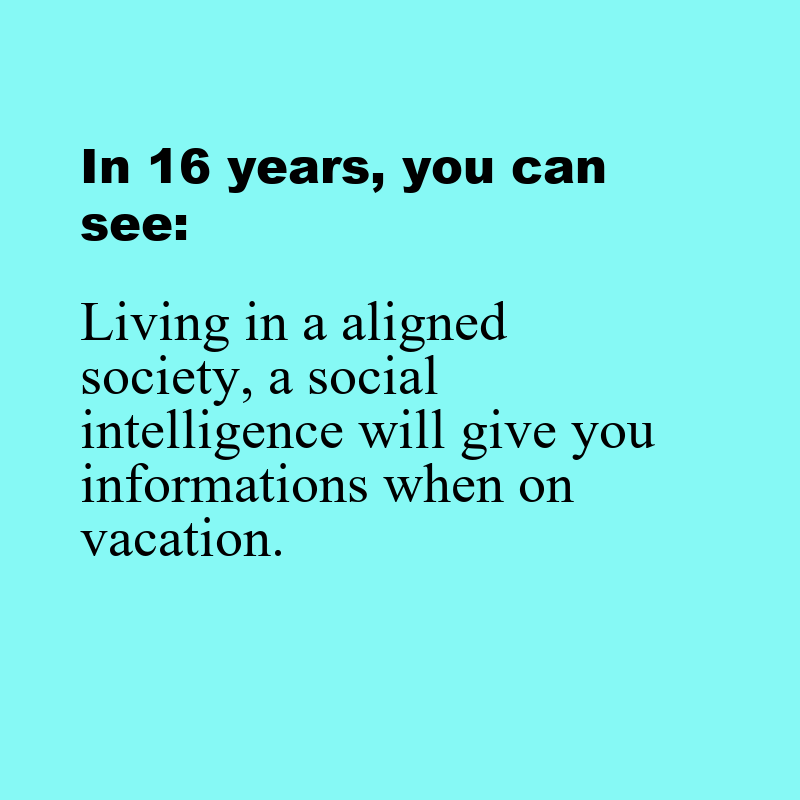 In 16 years, you can
see:
Living in a aligned
society, a social
intelligence will give you
informations when on
vacation.